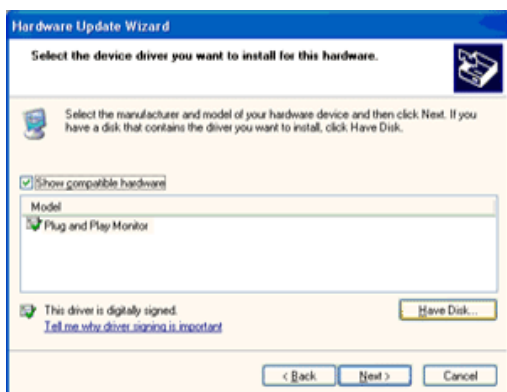 Hardware Update Wizard
Select the device driver you want to install for this hardware.
Select the manufacturer and model of your hardware device and then click Next. If you
have a disk that contains the driver you want to install, click Have Disk.
Show compatible hardware
Model
Plug and Play Monitor
This driver is digitally signed.
Tell me why driver signing is important
Have Disk...
< Back
Next >
Cancel